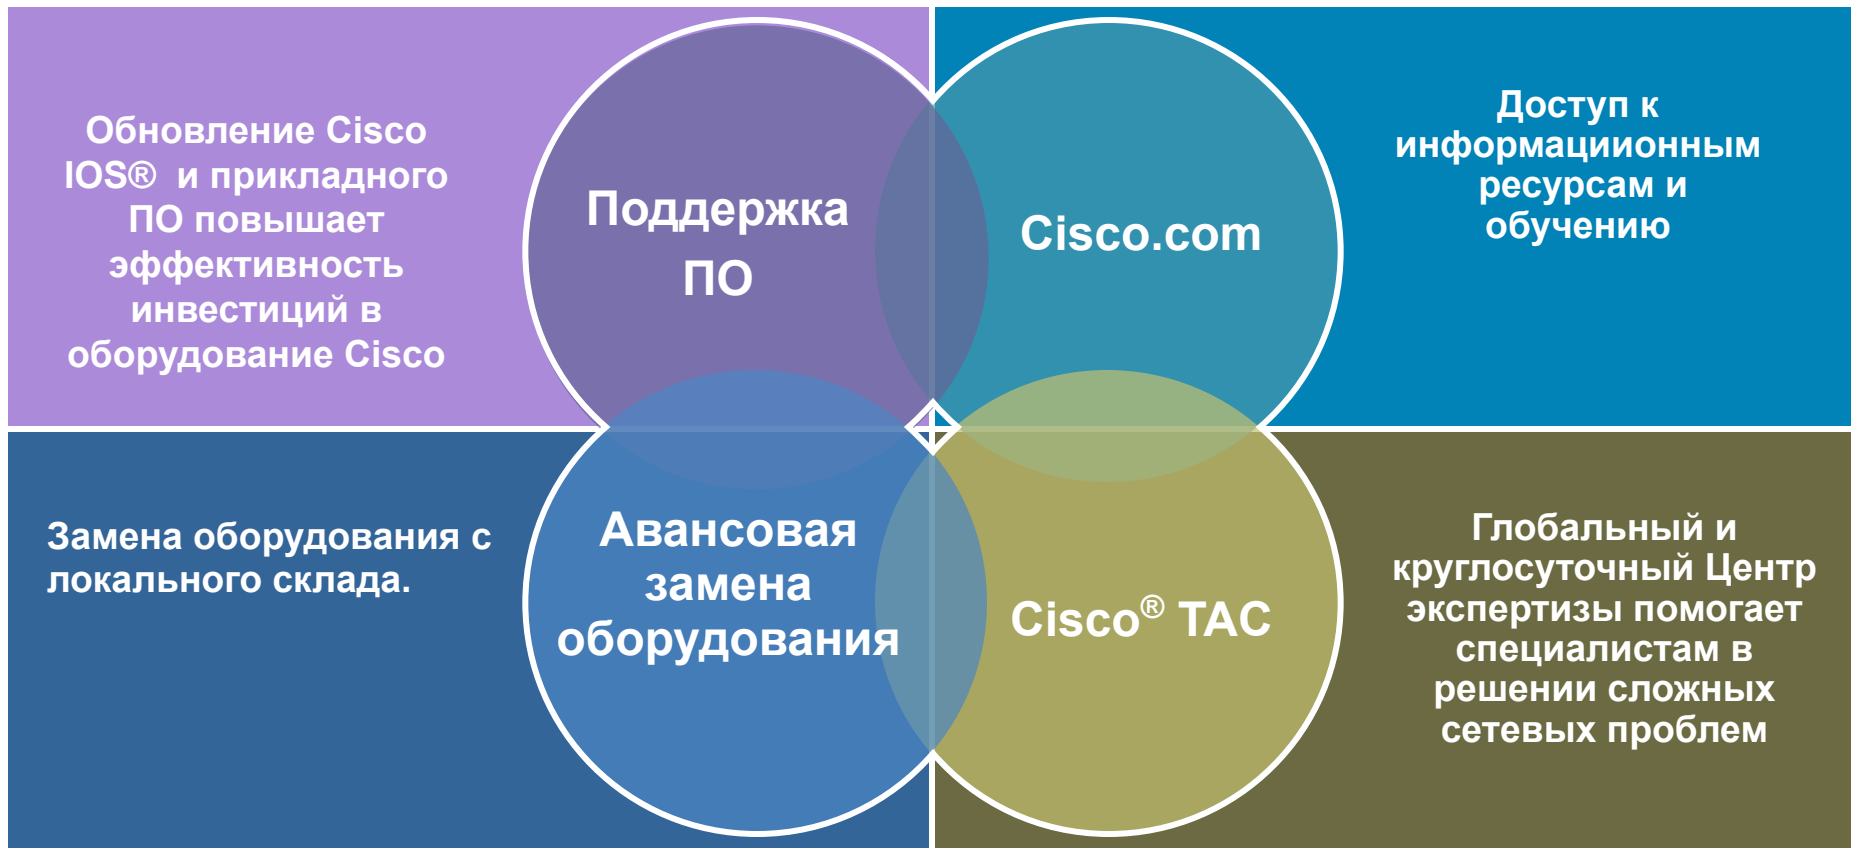 Обновление Cisco
IOS® и прикладного
ПО повышает
эффективность
инвестиций в
оборудование Cisco
Поддержка
ПО
Cisco.com
Доступ к
информациионным
ресурсам и
обучению
Замена оборудования с
локального склада.
Авансовая
замена
оборудования
Cisco® TAC
Глобальный и
круглосуточный Центр
экспертизы помогает
специалистам в
решении сложных
сетевых проблем